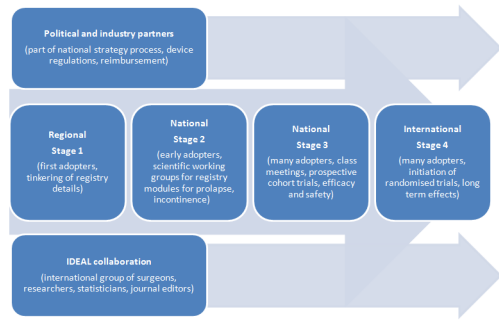 Political and industry partners
(part of national strategy process, device
regulations, reimbursement)
Regional
Stage 1
(first adopters,
tinkering of registry
details)
National
Stage 2
(early adopters,
scientific working
groups for registry
modules for prolapse,
incontinence)
National
Stage 3
(many adopters, class
meetings, prospective
cohort trials, efficacy
and safety)
International
Stage 4
(many adopters,
initiation of
randomised trials, long
term effects)
IDEAL collaboration
(international group of surgeons,
researchers, statisticians, journal editors)